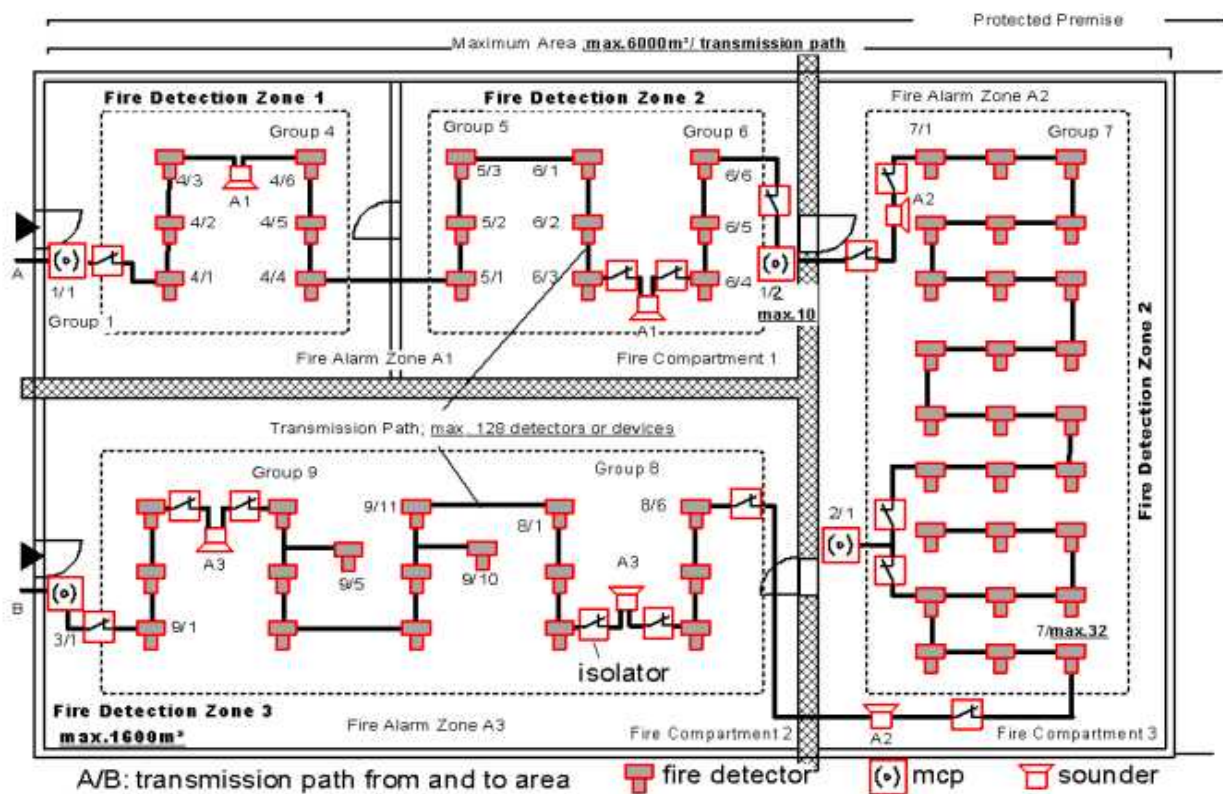 Protected Premise
Maximum Area max.6000m²/ transmission path
Fire Detection Zone 1
Fire Detection Zone 2
Fire Alarm Zone A2
Group 4
Group 5
Group 6
7/1
Group 7
4/3
4/6
5/3
6/1
6/6
A1
A2
4/2
4/5
5/2
6/2
6/5
A
1/1
4/1
4/4
5/1
6/3
6/4
1/2
max.10
Group 1
A1
Fire Alarm Zone A1
Fire Compartment 1
Fire Detection Zone 2
Transmission Path; max. 128 detectors or devices
Group 9
Group 8
9/11
8/1
8/6
2/1
A3
9/5
9/10
A3
B
3/1
9/1
7/max.32
isolator
Fire Detection Zone 3
max.1600m²
Fire Alarm Zone A3
Fire Compartment 2
A2
Fire Compartment 3
A/B: transmission path from and to area
fire detector
mcp
sounder